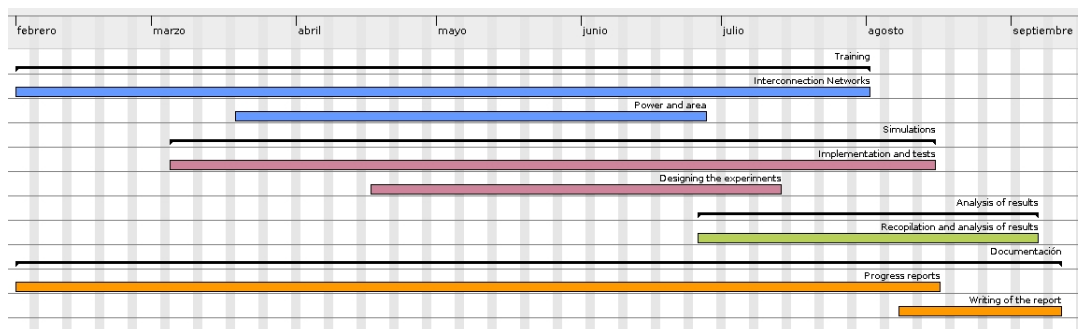 febrero marzo abril mayo junio julio agosto septiembre
Training
Interconnection Networks
Power and area
Simulations
Implementation and tests
Designing the experiments
Analysis of results
Recopilation and analysis of results
Documentación
Progress reports
Writing of the report